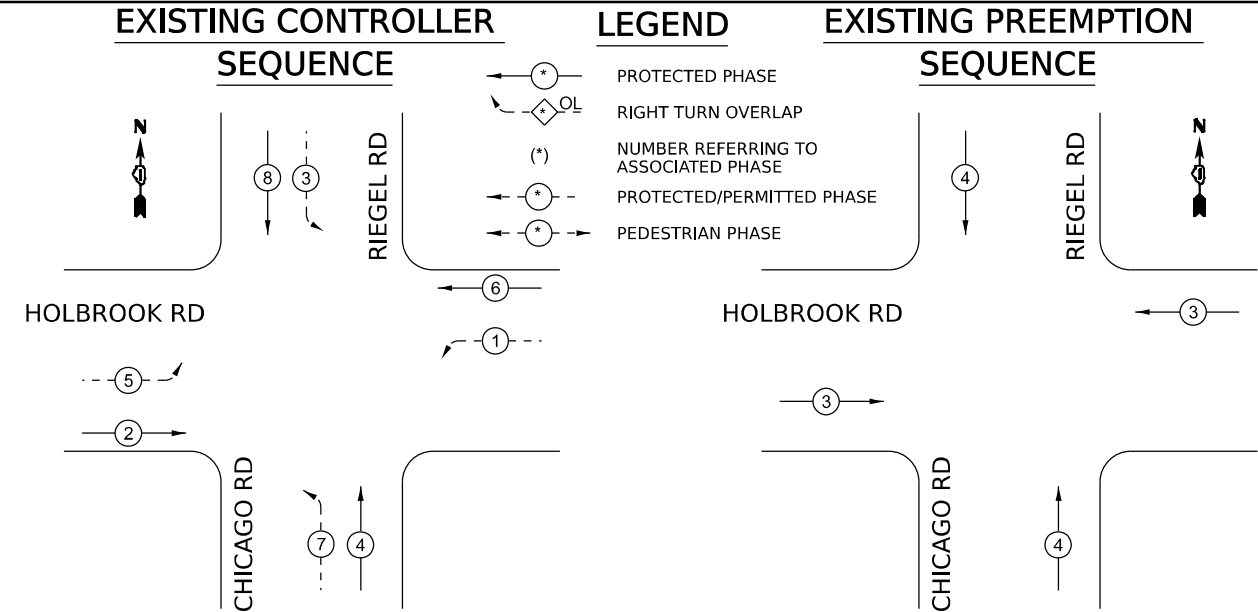 EXISTING CONTROLLER
SEQUENCE
N
8
3
RIEGEL RD
6
HOLBROOK RD
1
5
2
CHICAGO RD
7
4
LEGEND
* PROTECTED PHASE
* OL RIGHT TURN OVERLAP
(*) NUMBER REFERRING TO
ASSOCIATED PHASE
* PROTECTED/PERMITTED PHASE
* PEDESTRIAN PHASE
EXISTING PREEMPTION
SEQUENCE
4
RIEGEL RD
N
HOLBROOK RD
3
3
CHICAGO RD
4